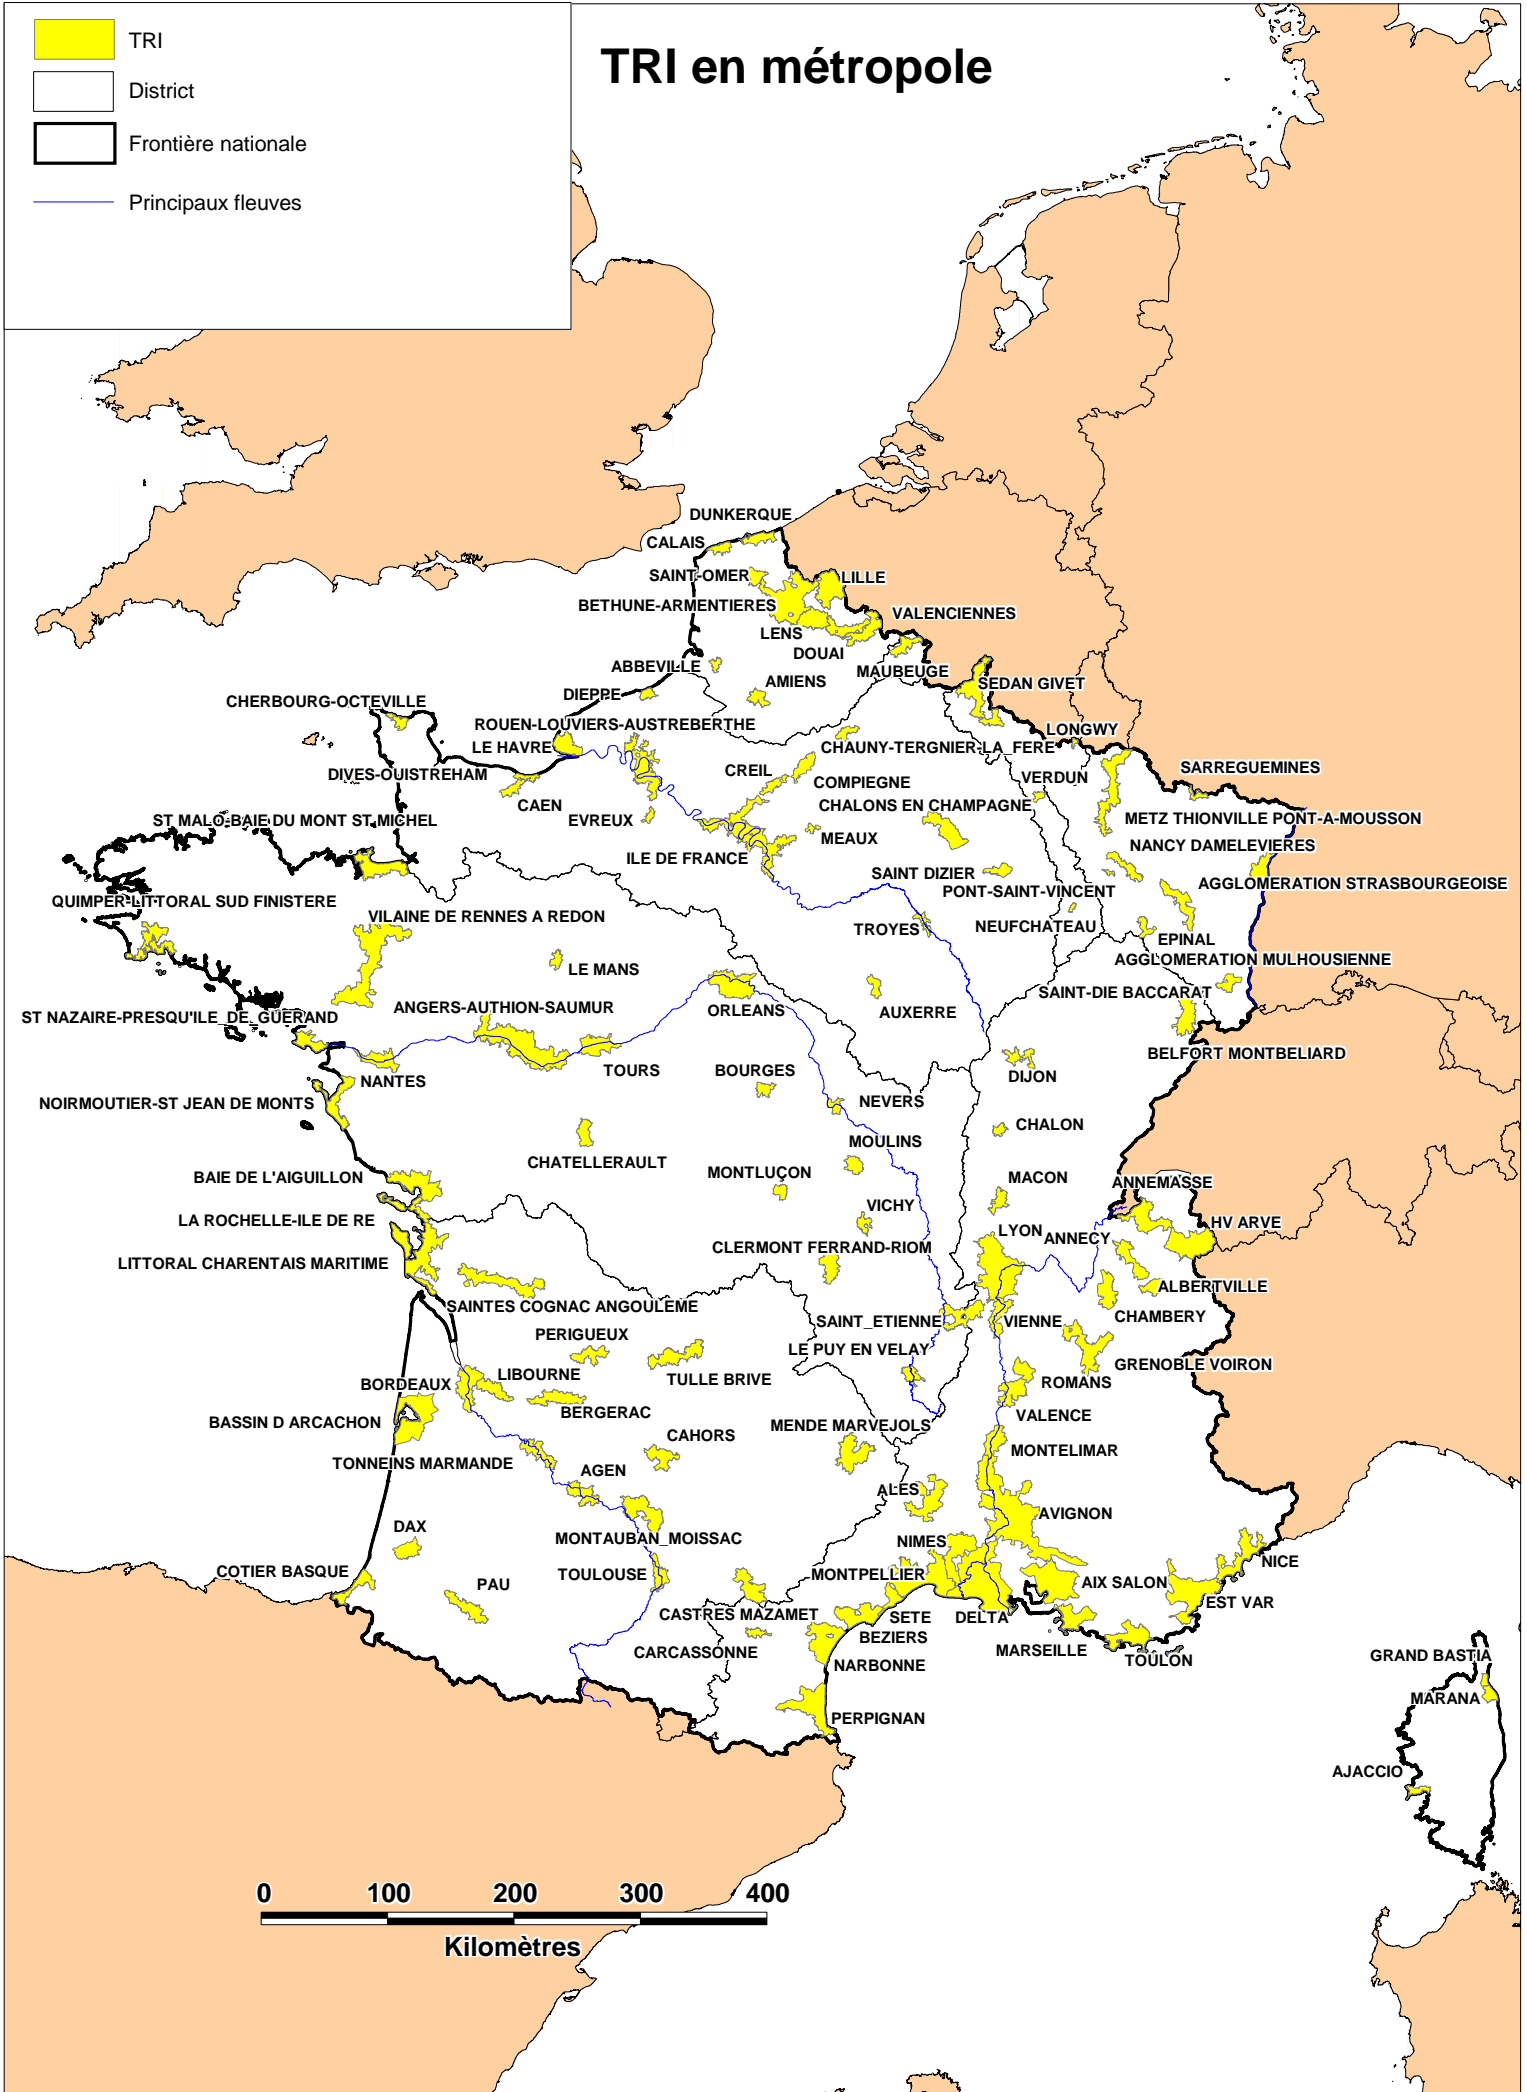 TRI
District
Frontière nationale
Principaux fleuves
TRI en métropole
DUNKERQUE
CALAIS
SAINT-OMER
LILLE
BETHUNE-ARMENTIERES
VALENCIENNES
LENS
DOUAI
ABBEVILLE
MAUBEUGE
AMIENS
SEDAN GIVET
DIEPPE
CHERBOURG-OCTEVILLE
ROUEN-LOUVIERS-AUSTREBERTHE
LONGWY
LE HAVRE
CHAUNY-TERGNIER-LA_FERE
SARREGUEMINES
CREIL
DIVES-OUISTREHAM
COMPIEGNE
VERDUN
CAEN
CHALONS EN CHAMPAGNE
EVREUX
ST MALO-BAIE DU MONT ST MICHEL
METZ THIONVILLE PONT-A-MOUSSON
MEAUX
NANCY DAMELEVIERES
ILE DE FRANCE
SAINT DIZIER
AGGLOMERATION STRASBOURGEOISE
PONT-SAINT-VINCENT
QUIMPER-LITTORAL SUD FINISTERE
VILAINE DE RENNES A REDON
TROYES
NEUFCHATEAU
EPINAL
AGGLOMERATION MULHOUSIENNE
LE MANS
SAINT-DIE BACCARAT
ANGERS-AUTHION-SAUMUR
ORLEANS
AUXERRE
ST NAZAIRE-PRESQU'ILE_DE_GUERAND
BELFORT MONTBELIARD
TOURS
BOURGES
DIJON
NANTES
NOIRMOUTIER-ST JEAN DE MONTS
NEVERS
CHALON
MOULINS
CHATELLERAULT
MONTLUÇON
BAIE DE L'AIGUILLON
MACON
ANNEMASSE
VICHY
LA ROCHELLE-ILE DE RE
HV ARVE
LYON
ANNECY
CLERMONT FERRAND-RIOM
LITTORAL CHARENTAIS MARITIME
ALBERTVILLE
SAINTES COGNAC ANGOULEME
CHAMBERY
SAINT_ETIENNE
VIENNE
PERIGUEUX
LE PUY EN VELAY
GRENOBLE VOIRON
LIBOURNE
TULLE BRIVE
ROMANS
BORDEAUX
BERGERAC
VALENCE
BASSIN D ARCACHON
MENDE MARVEJOLS
CAHORS
MONTELIMAR
TONNEINS MARMANDE
AGEN
ALES
AVIGNON
DAX
MONTAUBAN_MOISSAC
NIMES
NICE
COTIER BASQUE
TOULOUSE
MONTPELLIER
PAU
AIX SALON
EST VAR
CASTRES MAZAMET
SETE
DELTA
BEZIERS
CARCASSONNE
MARSEILLE
TOULON
NARBONNE
GRAND BASTIA
MARANA
PERPIGNAN
AJACCIO
0 100 200 300 400
Kilomètres